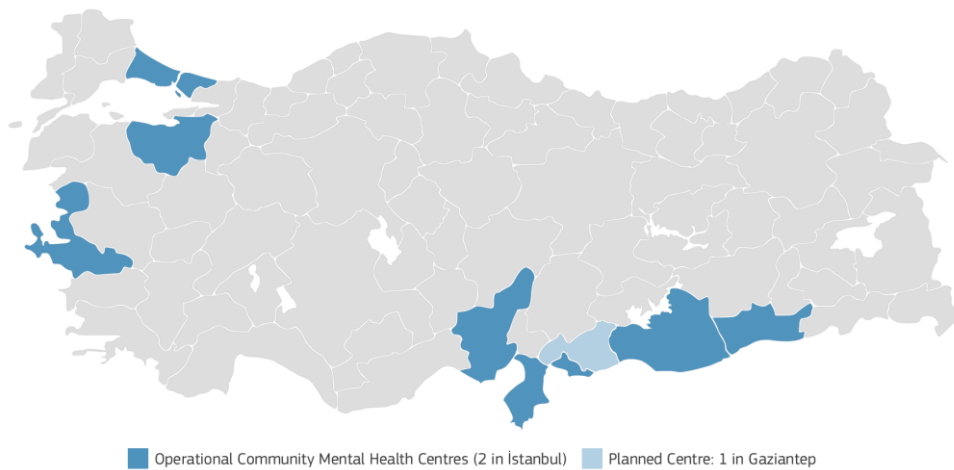 Operational Community Mental Health Centres (2 in İstanbul)
Planned Centre: 1 in Gaziantep